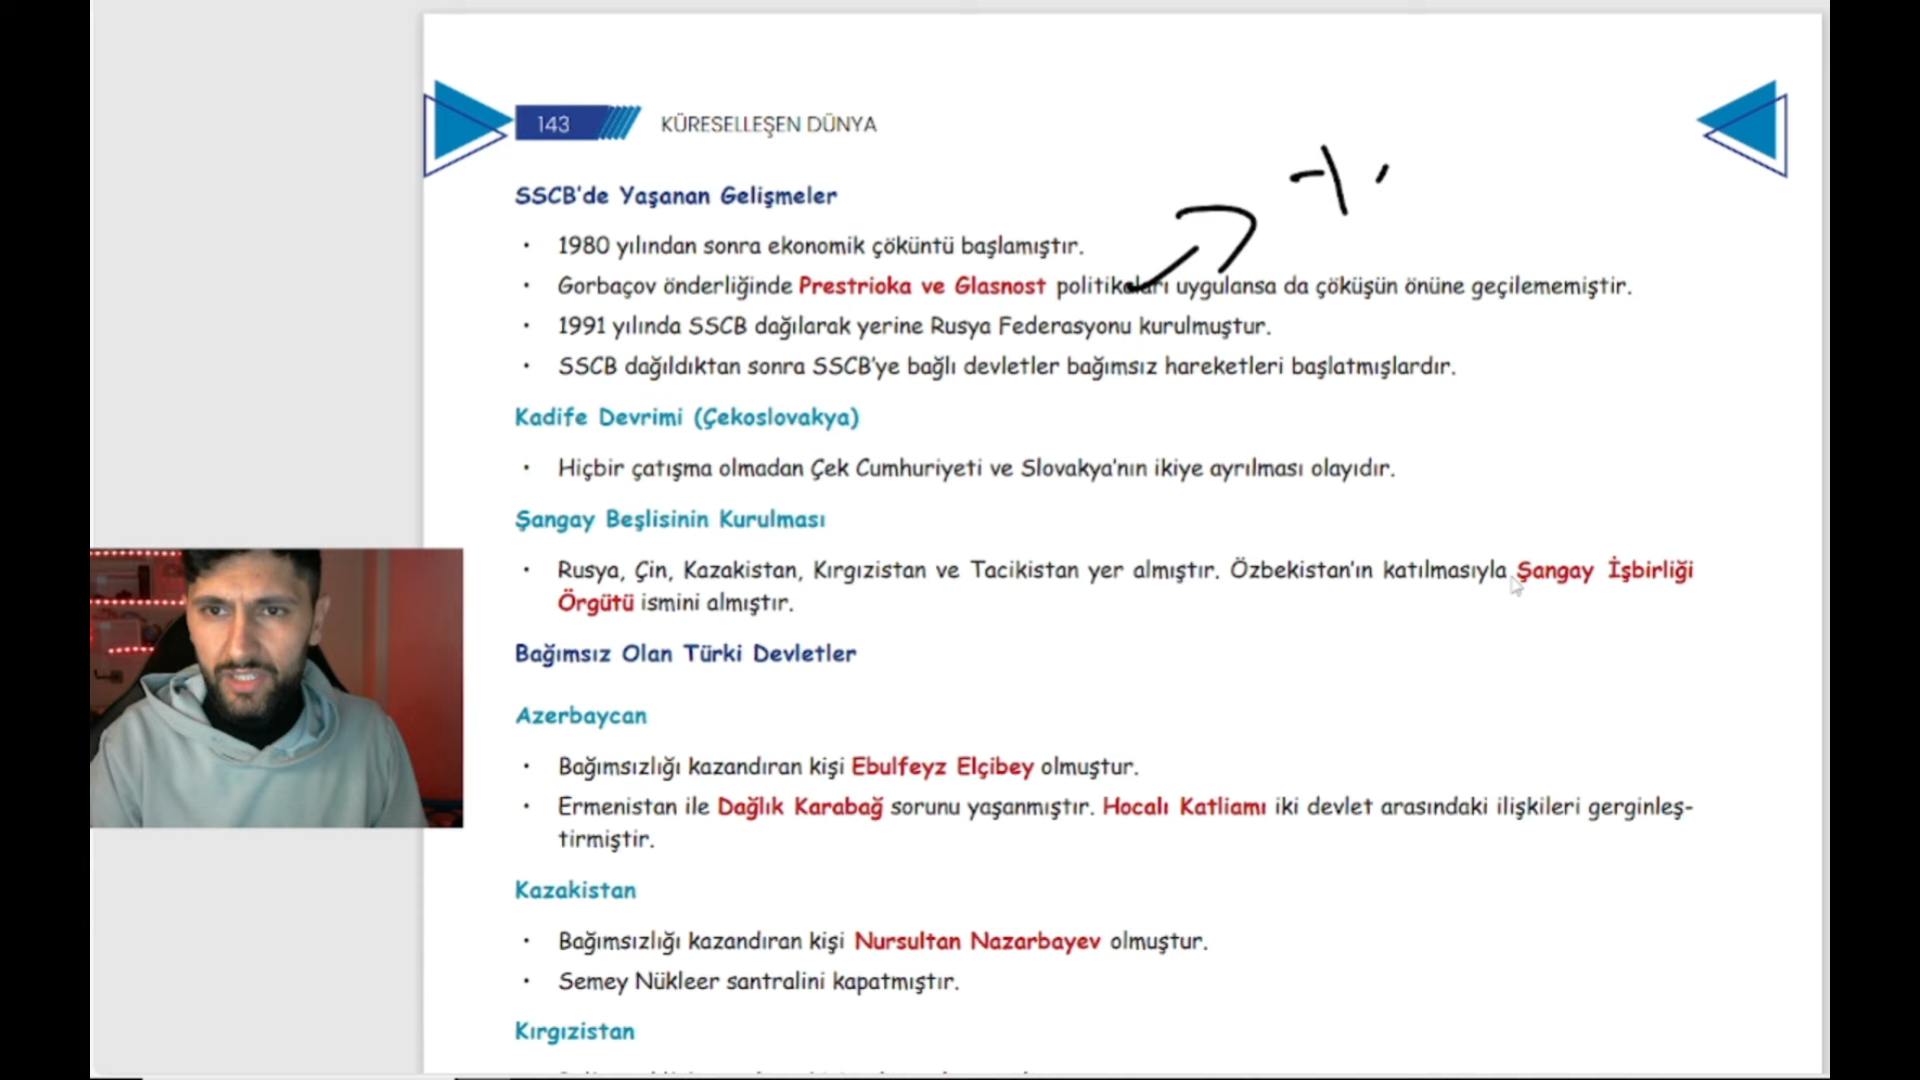 143 KÜRESELLEŞEN DÜNYA
SSCB'de Yaşanan Gelişmeler
• 1980 yılından sonra ekonomik çöküntü başlamıştır.
• Gorbaçov önderliğinde Prestrioka ve Glasnost politikaları uygulansa da çöküşün önüne geçilememiştir.
• 1991 yılında SSCB dağılarak yerine Rusya Federasyonu kurulmuştur.
• SSCB dağıldıktan sonra SSCB'ye bağlı devletler bağımsız hareketleri başlatmışlardır.
Kadife Devrimi (Çekoslovakya)
• Hiçbir çatışma olmadan Çek Cumhuriyeti ve Slovakya'nın ikiye ayrılması olayıdır.
Şangay Beşlisinin Kurulması
• Rusya, Çin, Kazakistan, Kırgızistan ve Tacikistan yer almıştır. Özbekistan'ın katılmasıyla Şangay İşbirliği
Örgütü ismini almıştır.
Bağımsız Olan Türki Devletler
Azerbaycan
• Bağımsızlığı kazandıran kişi Ebulfeyz Elçibey olmuştur.
• Ermenistan ile Dağlık Karabağ sorunu yaşanmıştır. Hocalı Katliamı iki devlet arasındaki ilişkileri gerginleş-
tirmiştir.
Kazakistan
• Bağımsızlığı kazandıran kişi Nursultan Nazarbayev olmuştur.
• Semey Nükleer santralini kapatmıştır.
Kırgızistan